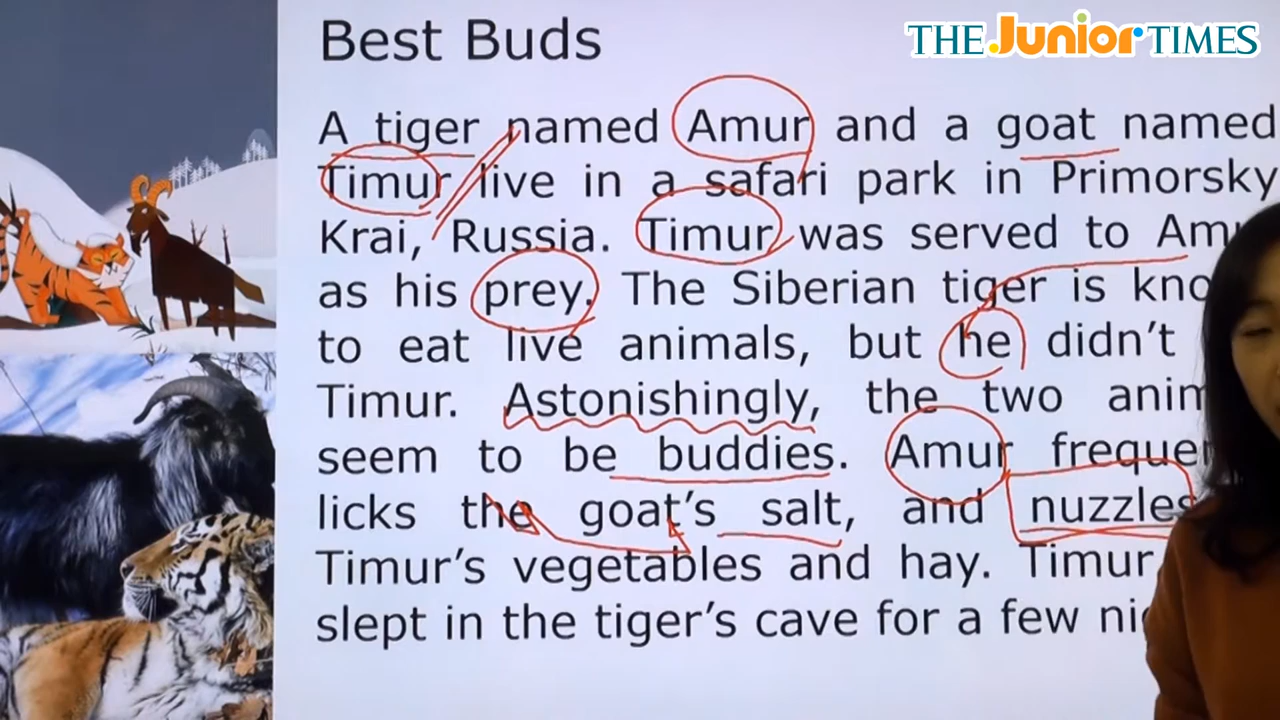 THE Junior TIMES
Best Buds
A tiger named Amur and a goat named
Timur live in a safari park in Primorsky
Krai, Russia. Timur was served to
as his prey. The Siberian tiger is
to eat live animals, but he didn't
Timur. Astonishingly, the two
seem to be buddies. Amur
licks the goat's salt, and nuzzles
Timur's vegetables and hay. Timur
slept in the tiger's cave for a few